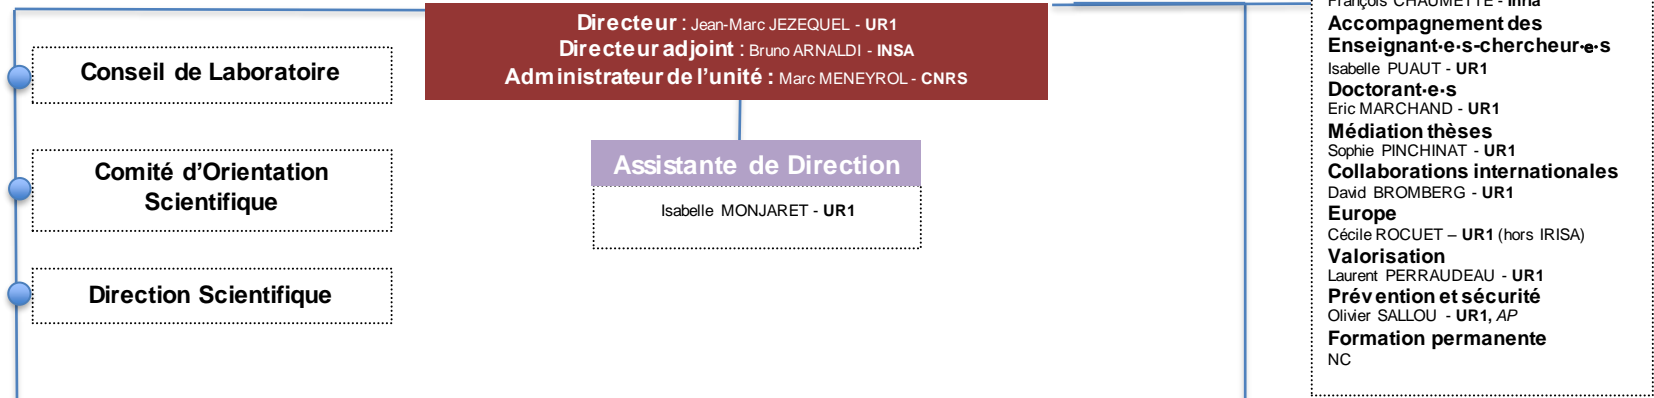 Directeur : Jean-Marc JEZEQUEL - UR1
Directeur adjoint : Bruno ARNALDI - INSA
Administrateur de l'unité : Marc MENEYROL - CNRS
Conseil de Laboratoire
Comité d'Orientation
Scientifique
Direction Scientifique
Assistante de Direction
Isabelle MONJARET - UR1
François CHAUMETTE - Inria
Accompagnement des
Enseignant·e·s-chercheur·e·s
Isabelle PUAUT - UR1
Doctorant·e·s
Eric MARCHAND - UR1
Médiation thèses
Sophie PINCHINAT - UR1
Collaborations internationales
David BROMBERG - UR1
Europe
Cécile ROCUET – UR1 (hors IRISA)
Valorisation
Laurent PERRAUDEAU - UR1
Prévention et sécurité
Olivier SALLOU - UR1, AP
Formation permanente
NC